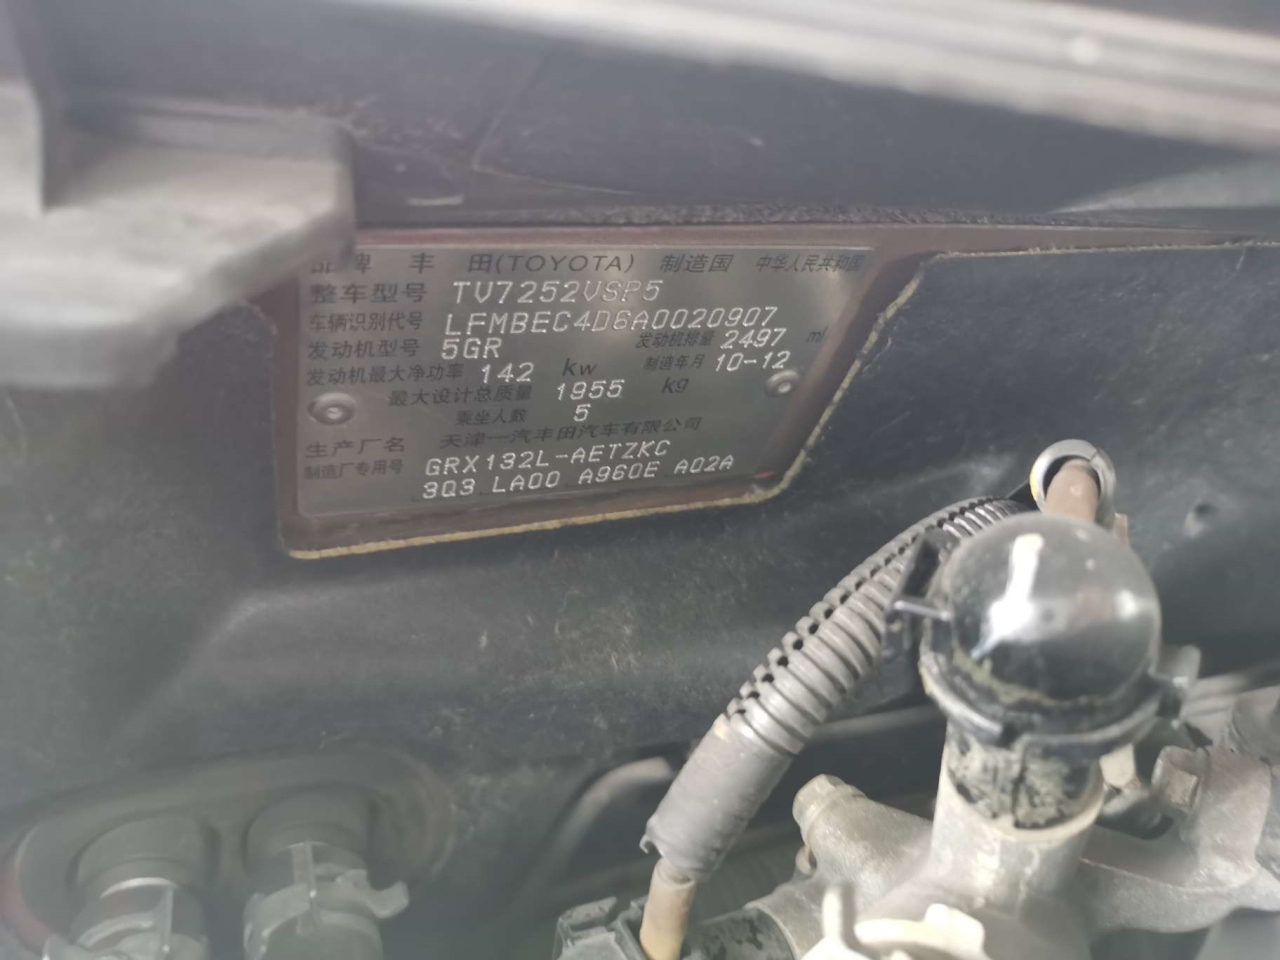 品牌 丰 田(TOYOTA) 制造国 中华人民共和国
整车型号 TV7252VSP5
车辆识别代号 LFMBEC4D6A0020907
发动机型号 5GR 发动机排量 2497 ml
发动机最大净功率 142 kw 制造年月 10-12
最大设计总质量 1955 kg
乘坐人数 5
生产厂名 天津一汽丰田汽车有限公司
制造厂专用号 GRX132L-AETZKC
3Q3 LA00 A960E A02A